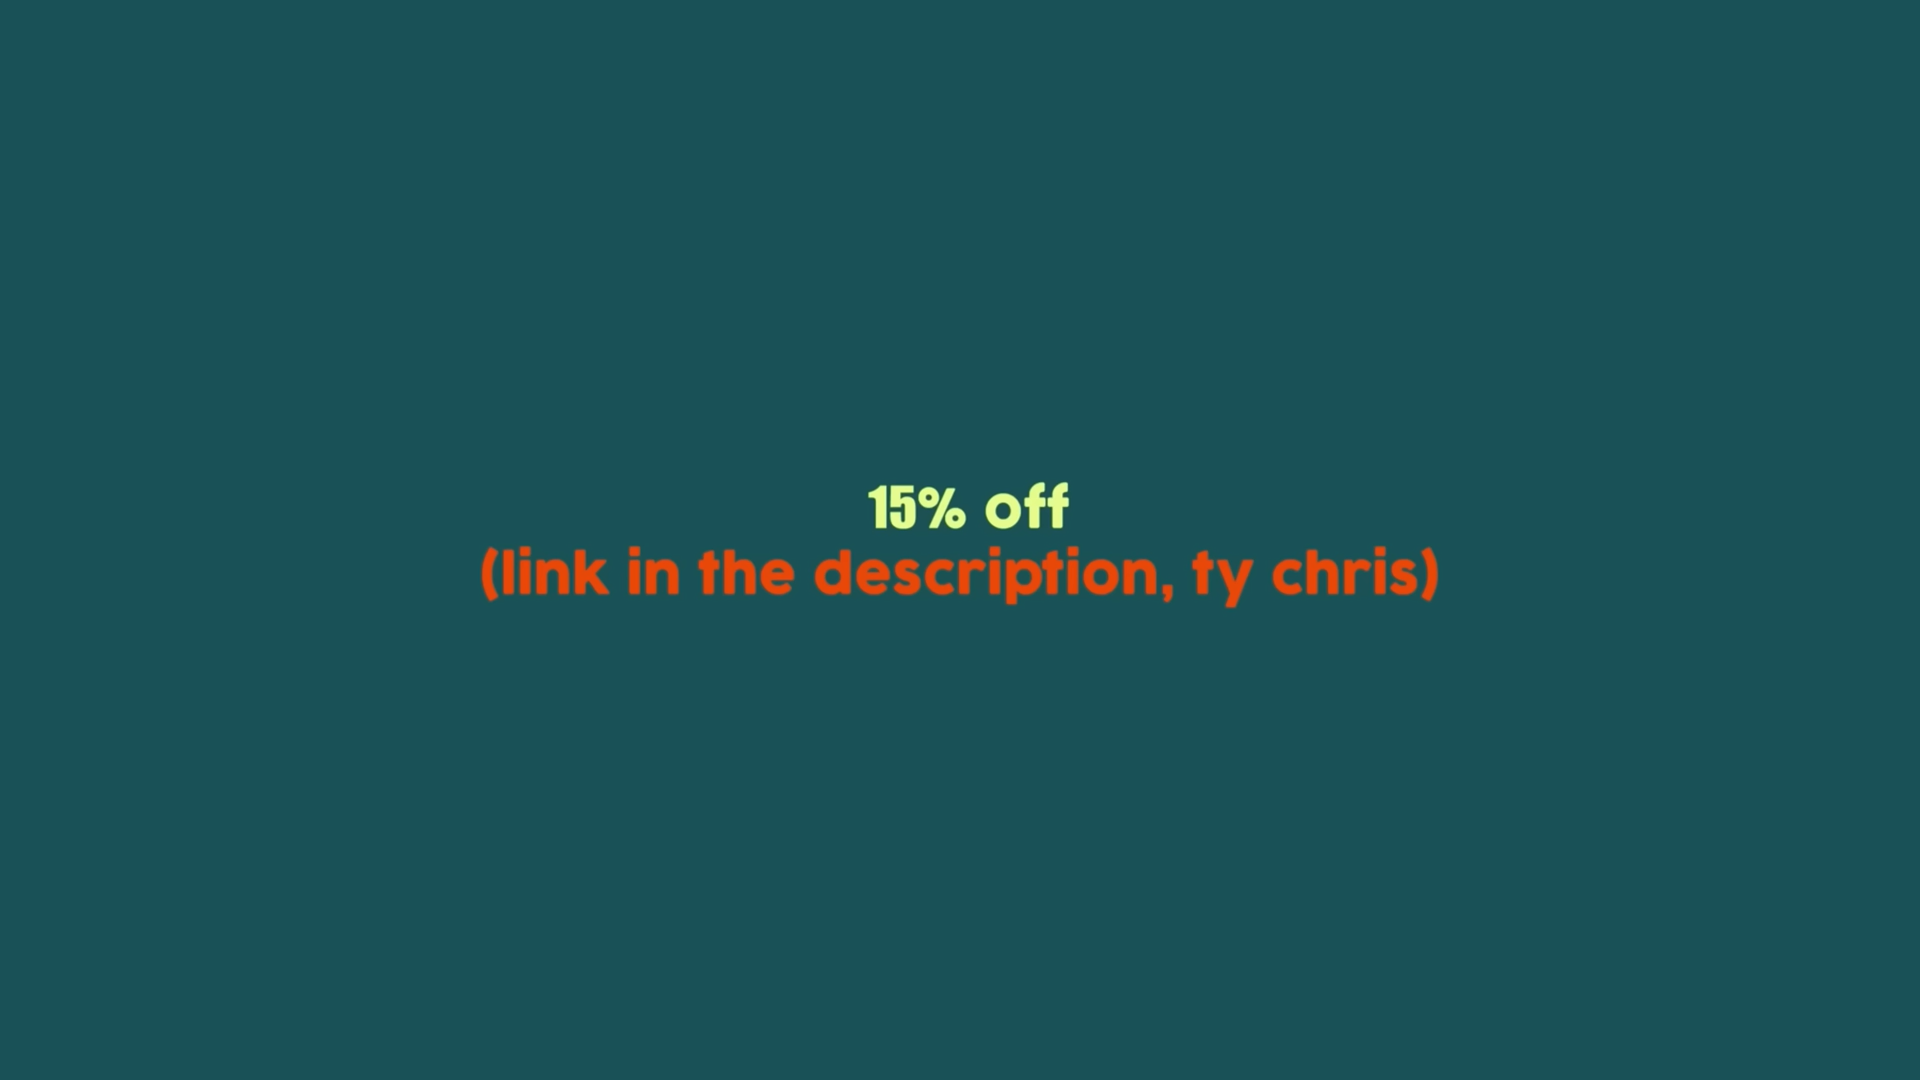 15% off
(link in the description, ty chris)